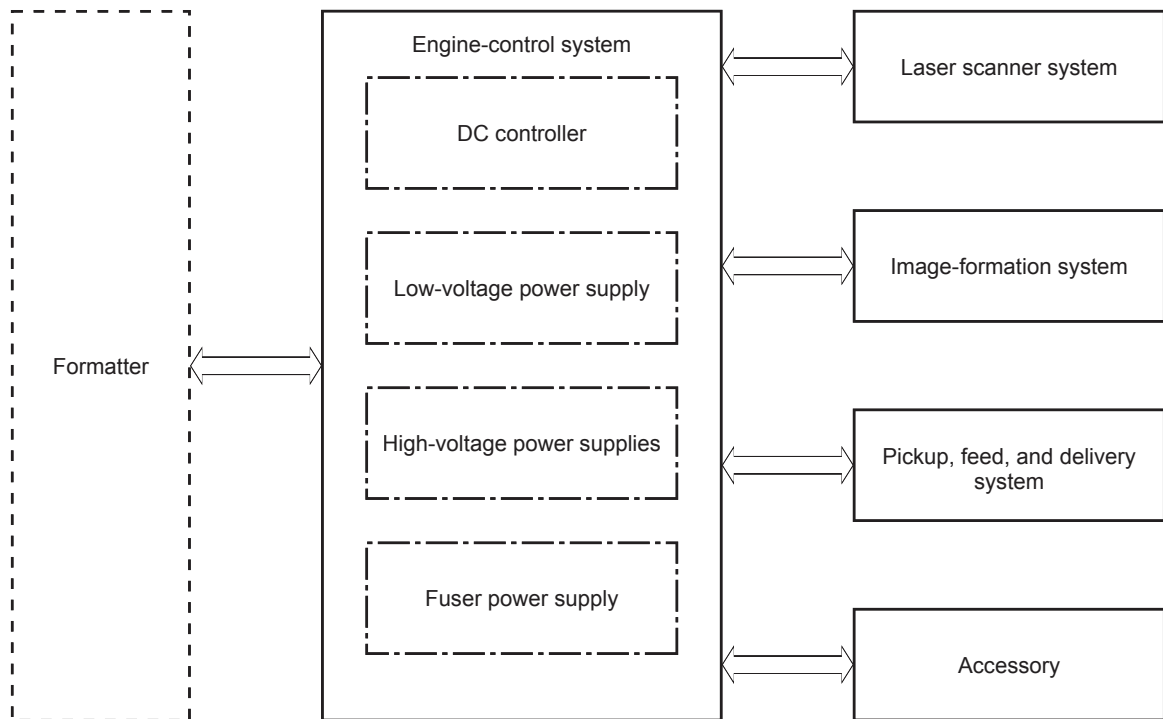 Formatter
Engine-control system
DC controller
Low-voltage power supply
High-voltage power supplies
Fuser power supply
Laser scanner system
Image-formation system
Pickup, feed, and delivery
system
Accessory